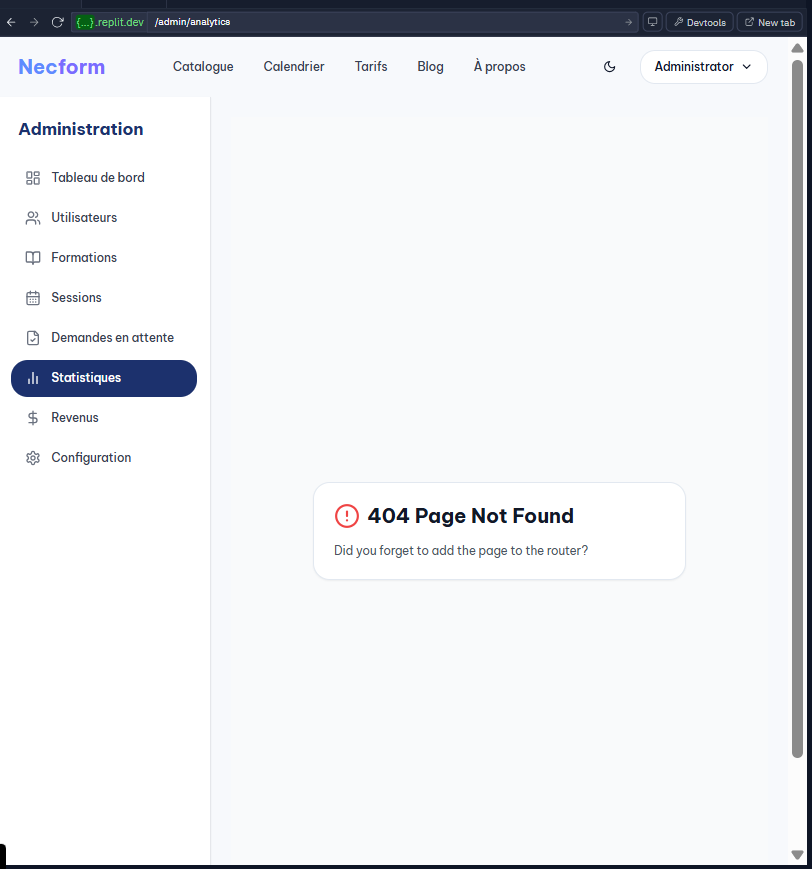 {...}.replit.dev /admin/analytics Devtools New tab
Necform Catalogue Calendrier Tarifs Blog À propos Administrator
Administration
Tableau de bord
Utilisateurs
Formations
Sessions
Demandes en attente
Statistiques
Revenus
Configuration
404 Page Not Found
Did you forget to add the page to the router?